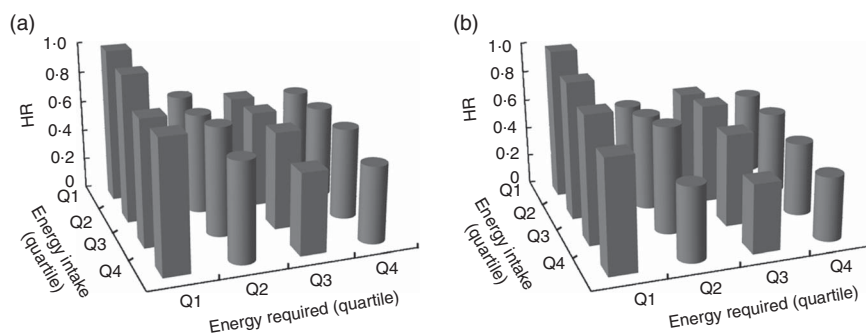 (a)
1·0
0·8
0·6
0·4
0·2
0
HR
Q1
Q2
Q3
Q4
Energy intake
(quartile)
Q1
Q2
Q3
Q4
Energy required (quartile)
(b)
1·0
0·8
0·6
0·4
0·2
0
HR
Q1
Q2
Q3
Q4
Energy intake
(quartile)
Q1
Q2
Q3
Q4
Energy required (quartile)